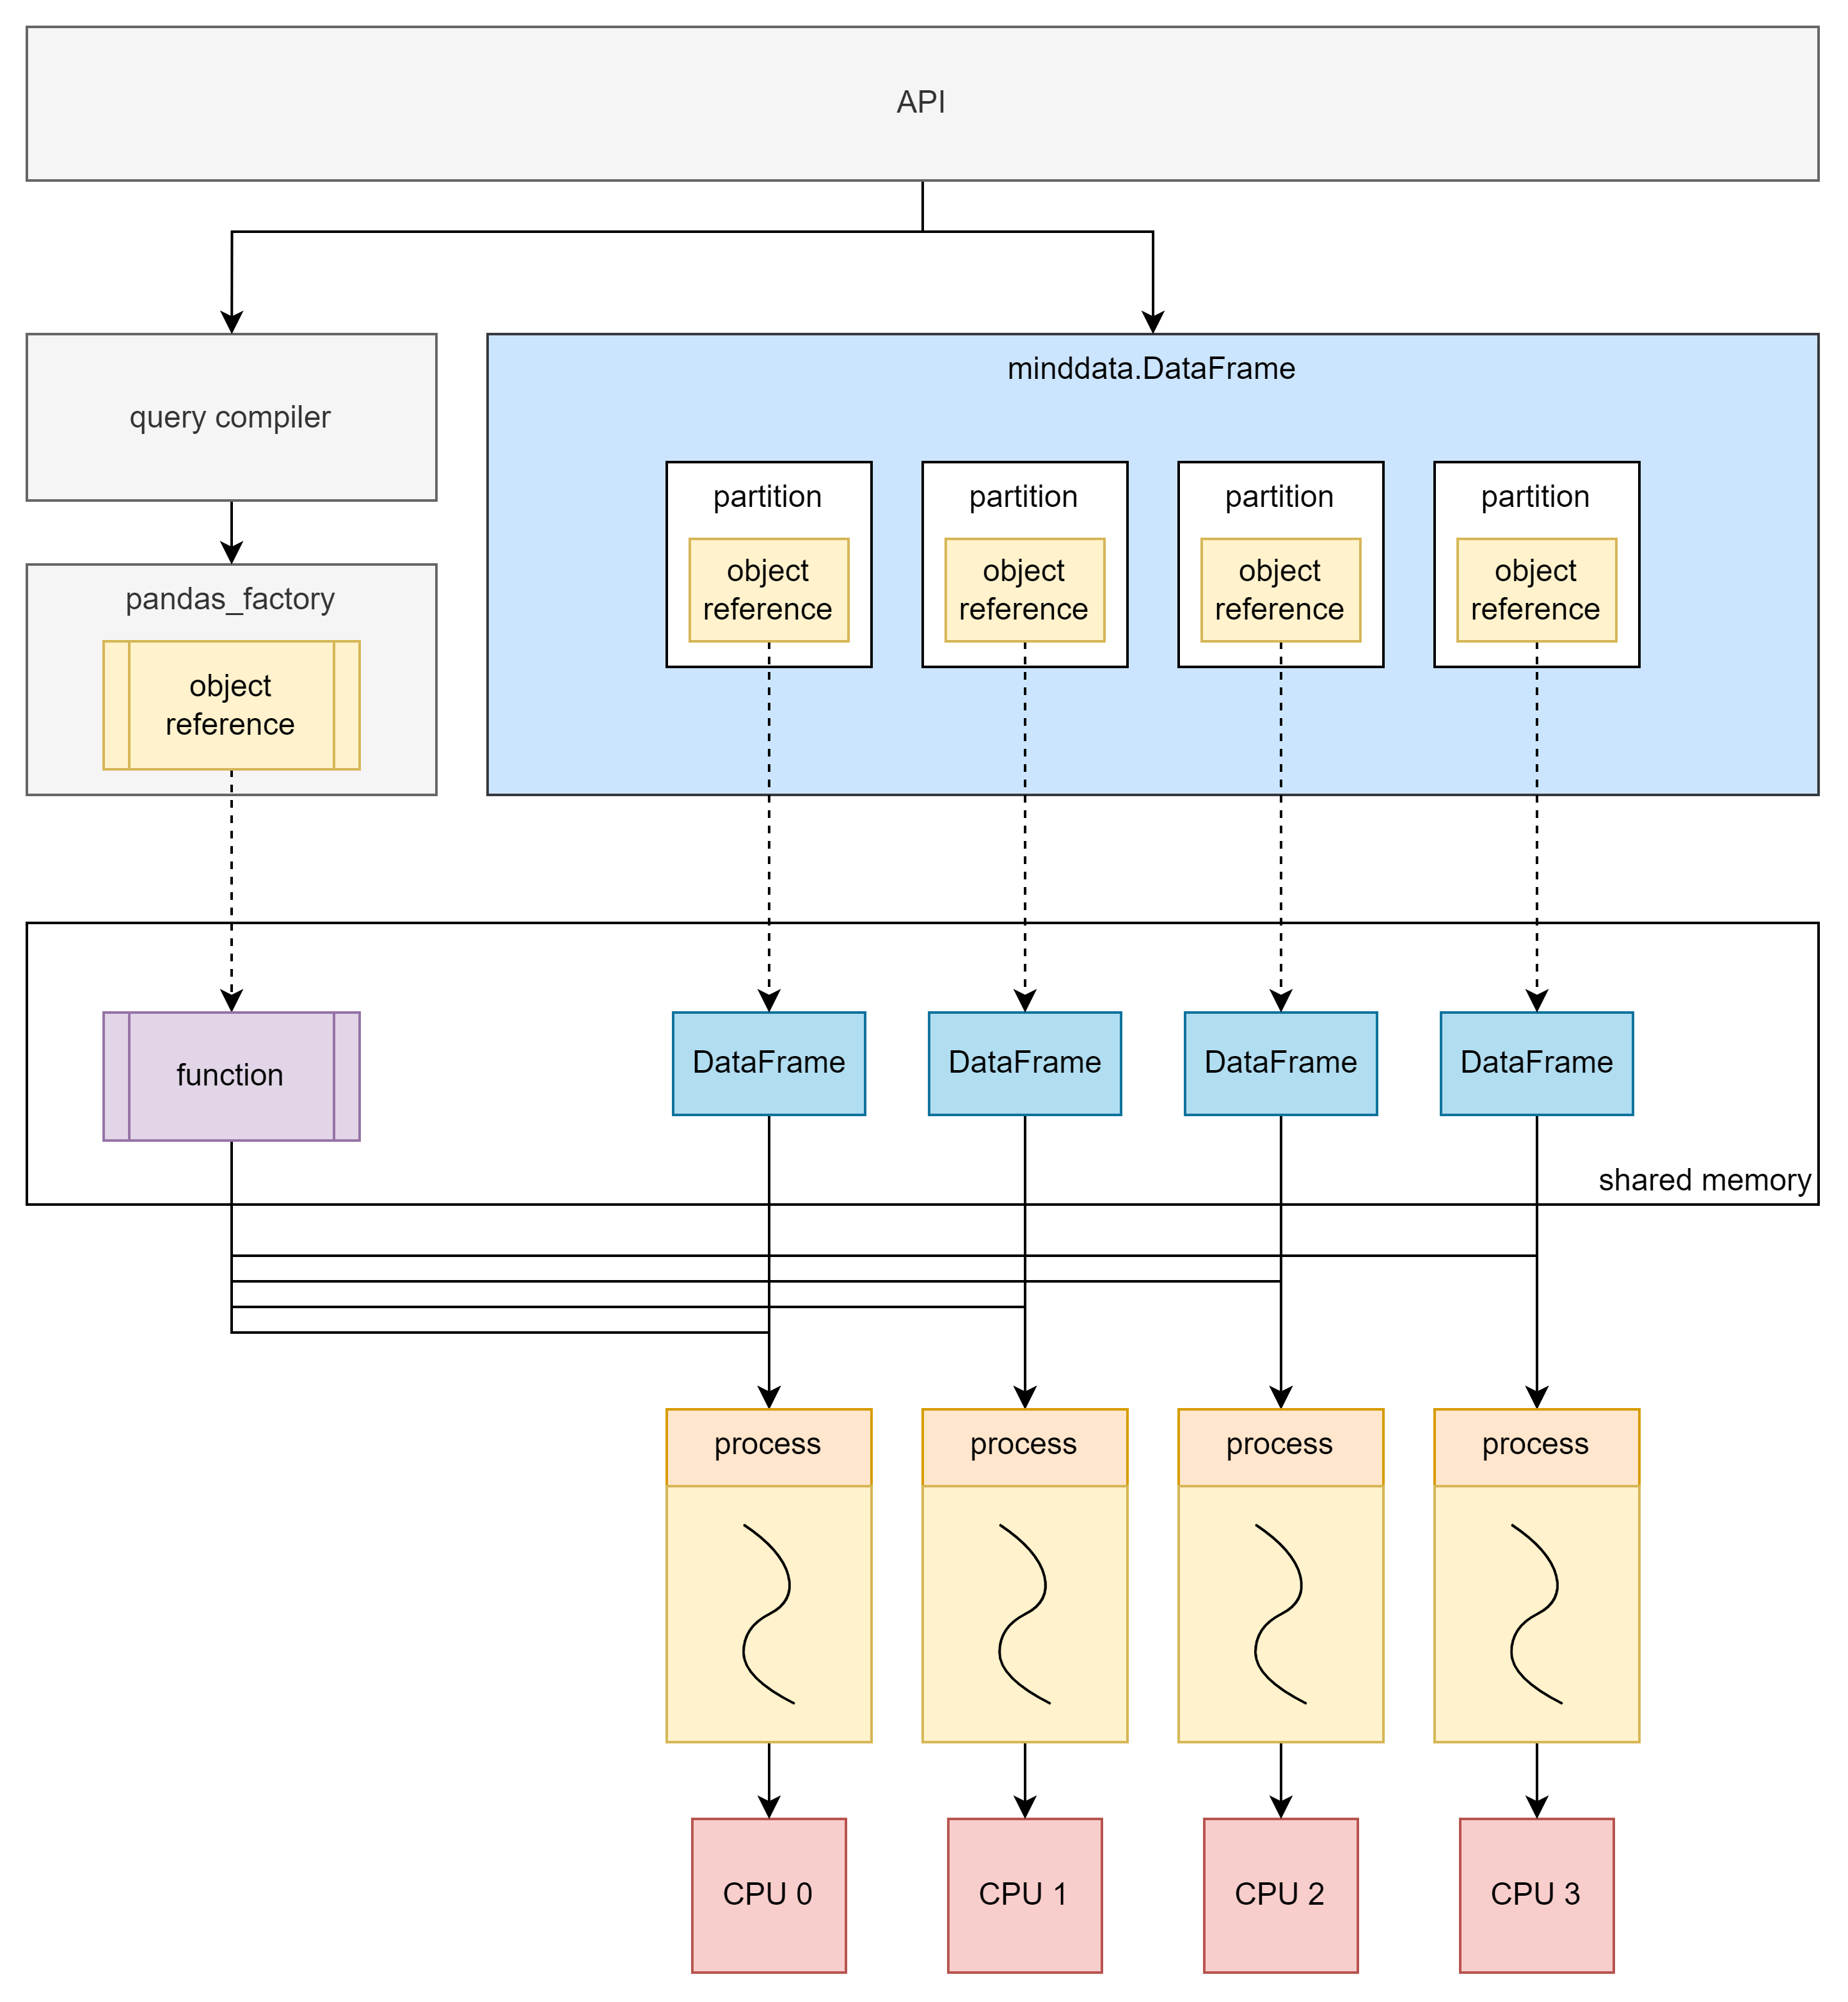 API
query compiler
minddata.DataFrame
partition
partition
partition
partition
object
reference
object
reference
object
reference
object
reference
pandas_factory
object
reference
function
DataFrame
DataFrame
DataFrame
DataFrame
shared memory
process
process
process
process
CPU 0
CPU 1
CPU 2
CPU 3